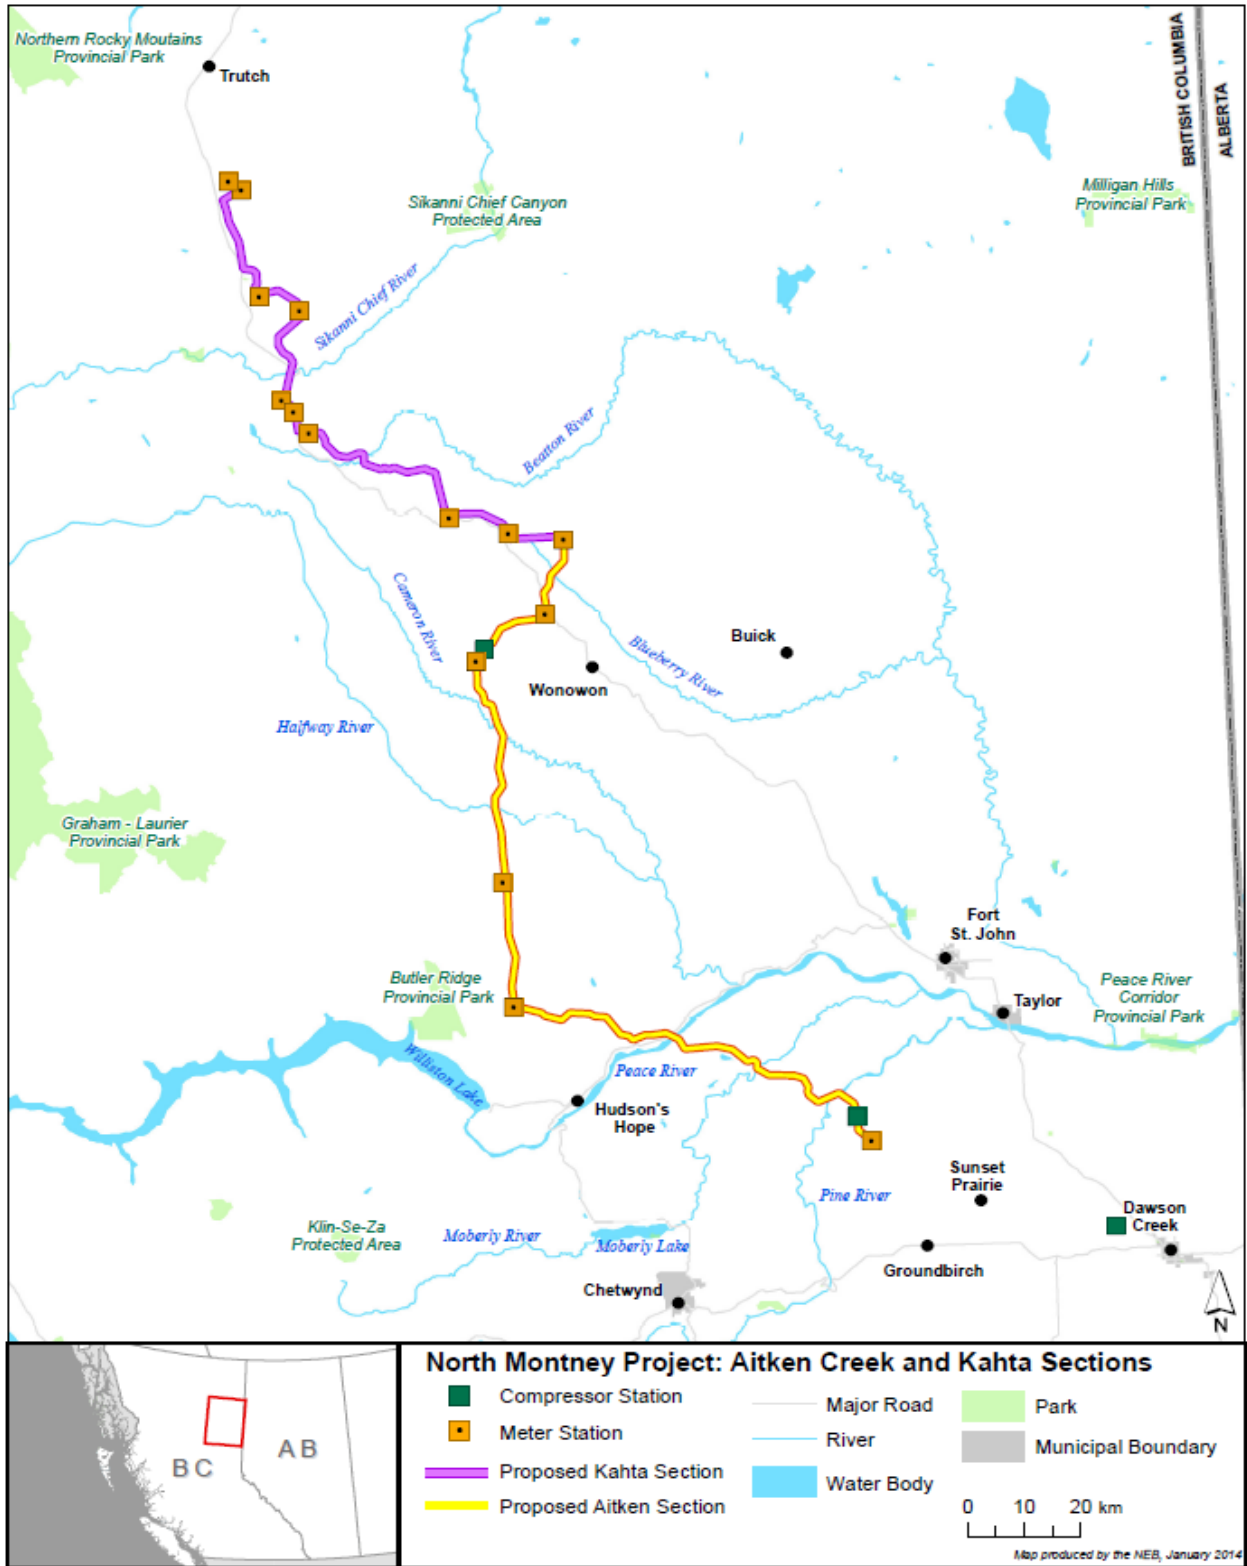 Northern Rocky Moutains
Provincial Park
Trutch
BRITISH COLUMBIA
ALBERTA
Sikanni Chief Canyon
Protected Area
Milligan Hills
Provincial Park
Sikanni Chief River
Beatton River
Cameron River
Blueberry River
Buick
Wonowon
Halfway River
Graham - Laurier
Provincial Park
Fort
St. John
Butler Ridge
Provincial Park
Taylor
Peace River
Corridor
Provincial Park
Williston Lake
Peace River
Hudson's
Hope
Sunset
Prairie
Pine River
Dawson
Creek
Klin-Se-Za
Protected Area
Moberly River
Moberly Lake
Groundbirch
Chetwynd
N
BC
AB
North Montney Project: Aitken Creek and Kahta Sections
Compressor Station
Meter Station
Proposed Kahta Section
Proposed Aitken Section
Major Road
River
Water Body
Park
Municipal Boundary
0 10 20 km
Map produced by the NEB, January 2014